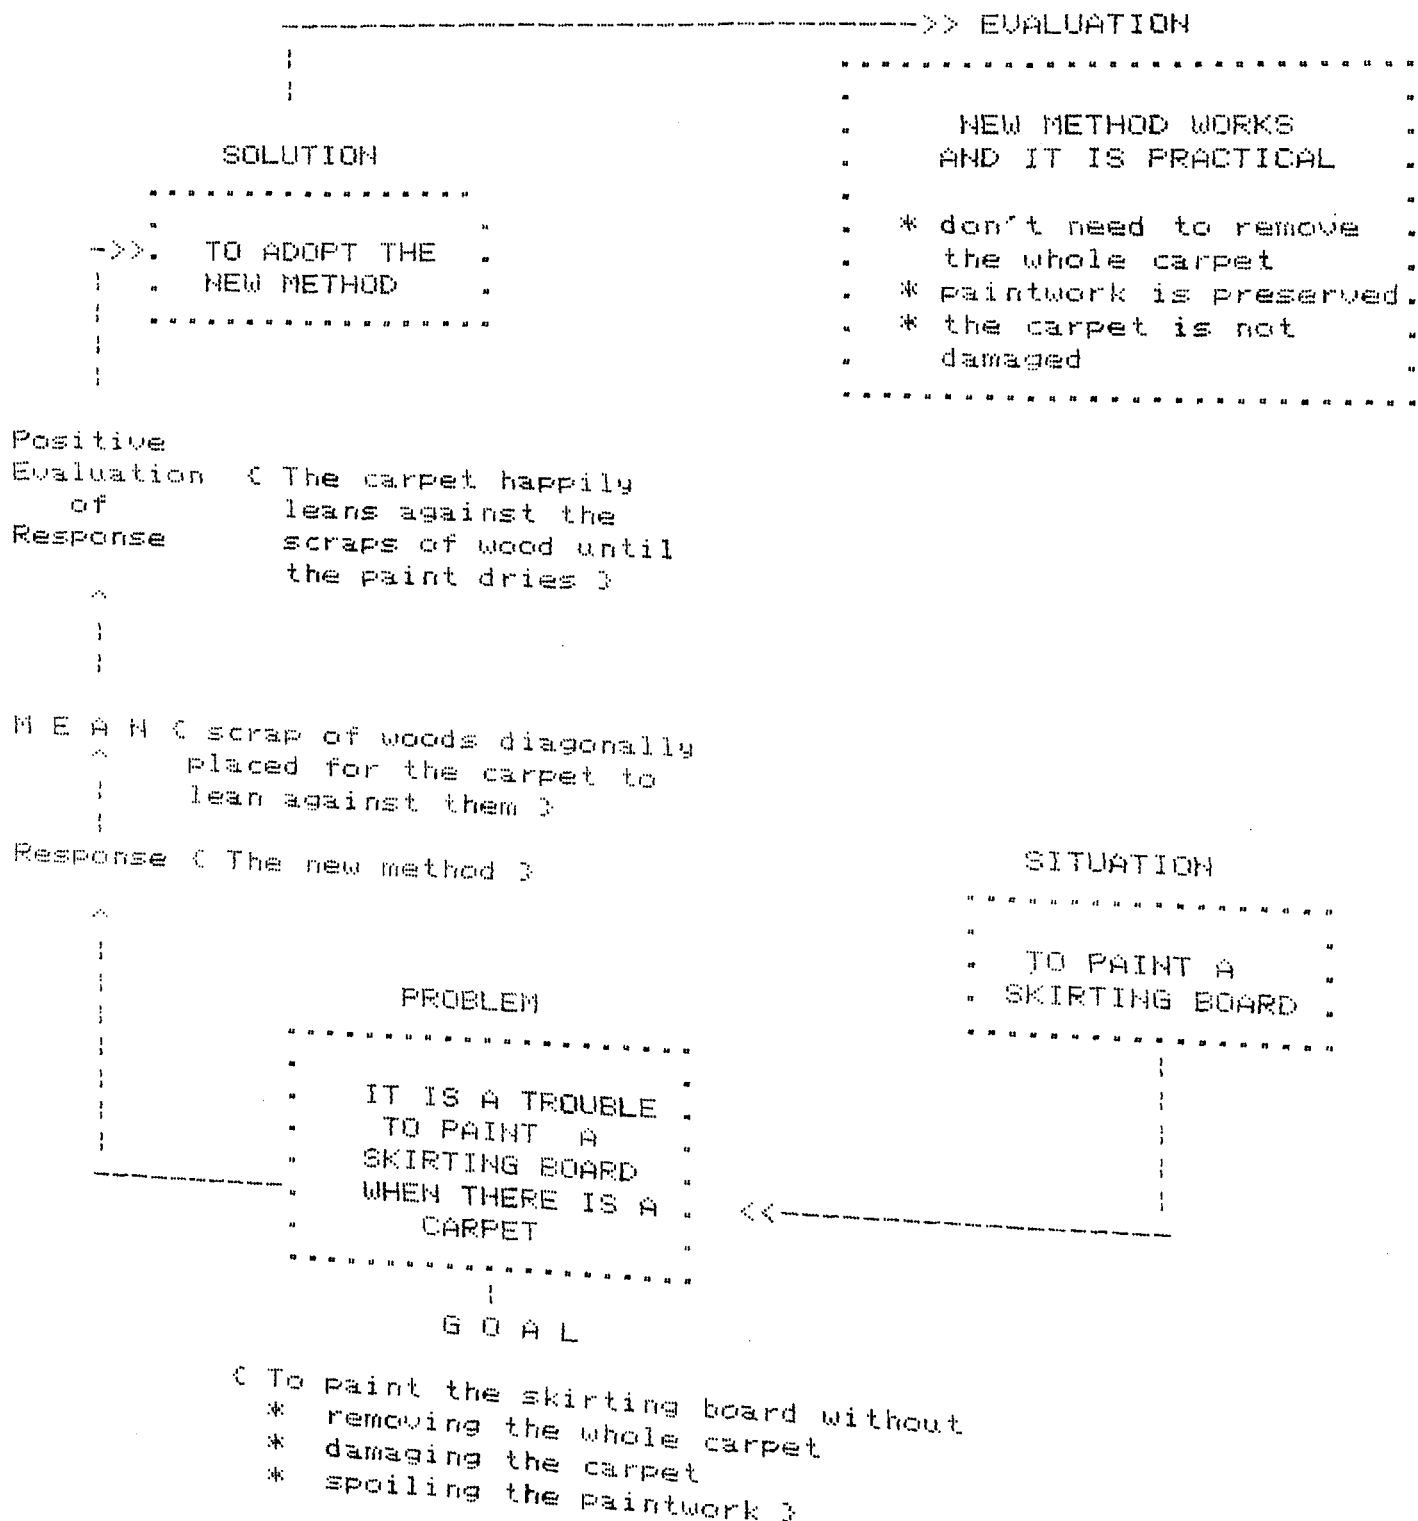 EVALUATION
NEW METHOD WORKS
AND IT IS PRACTICAL
* don't need to remove
the whole carpet
* paintwork is preserved
* the carpet is not
damaged
SOLUTION
TO ADOPT THE
NEW METHOD
Positive
Evaluation
of
Response
{ The carpet happily
leans against the
scraps of wood until
the paint dries }
M E A N { scrap of woods diagonally
placed for the carpet to
lean against them }
Response { The new method }
SITUATION
TO PAINT A
SKIRTING BOARD
PROBLEM
IT IS A TROUBLE
TO PAINT A
SKIRTING BOARD
WHEN THERE IS A
CARPET
G O A L
{ To paint the skirting board without
* removing the whole carpet
* damaging the carpet
* spoiling the paintwork }